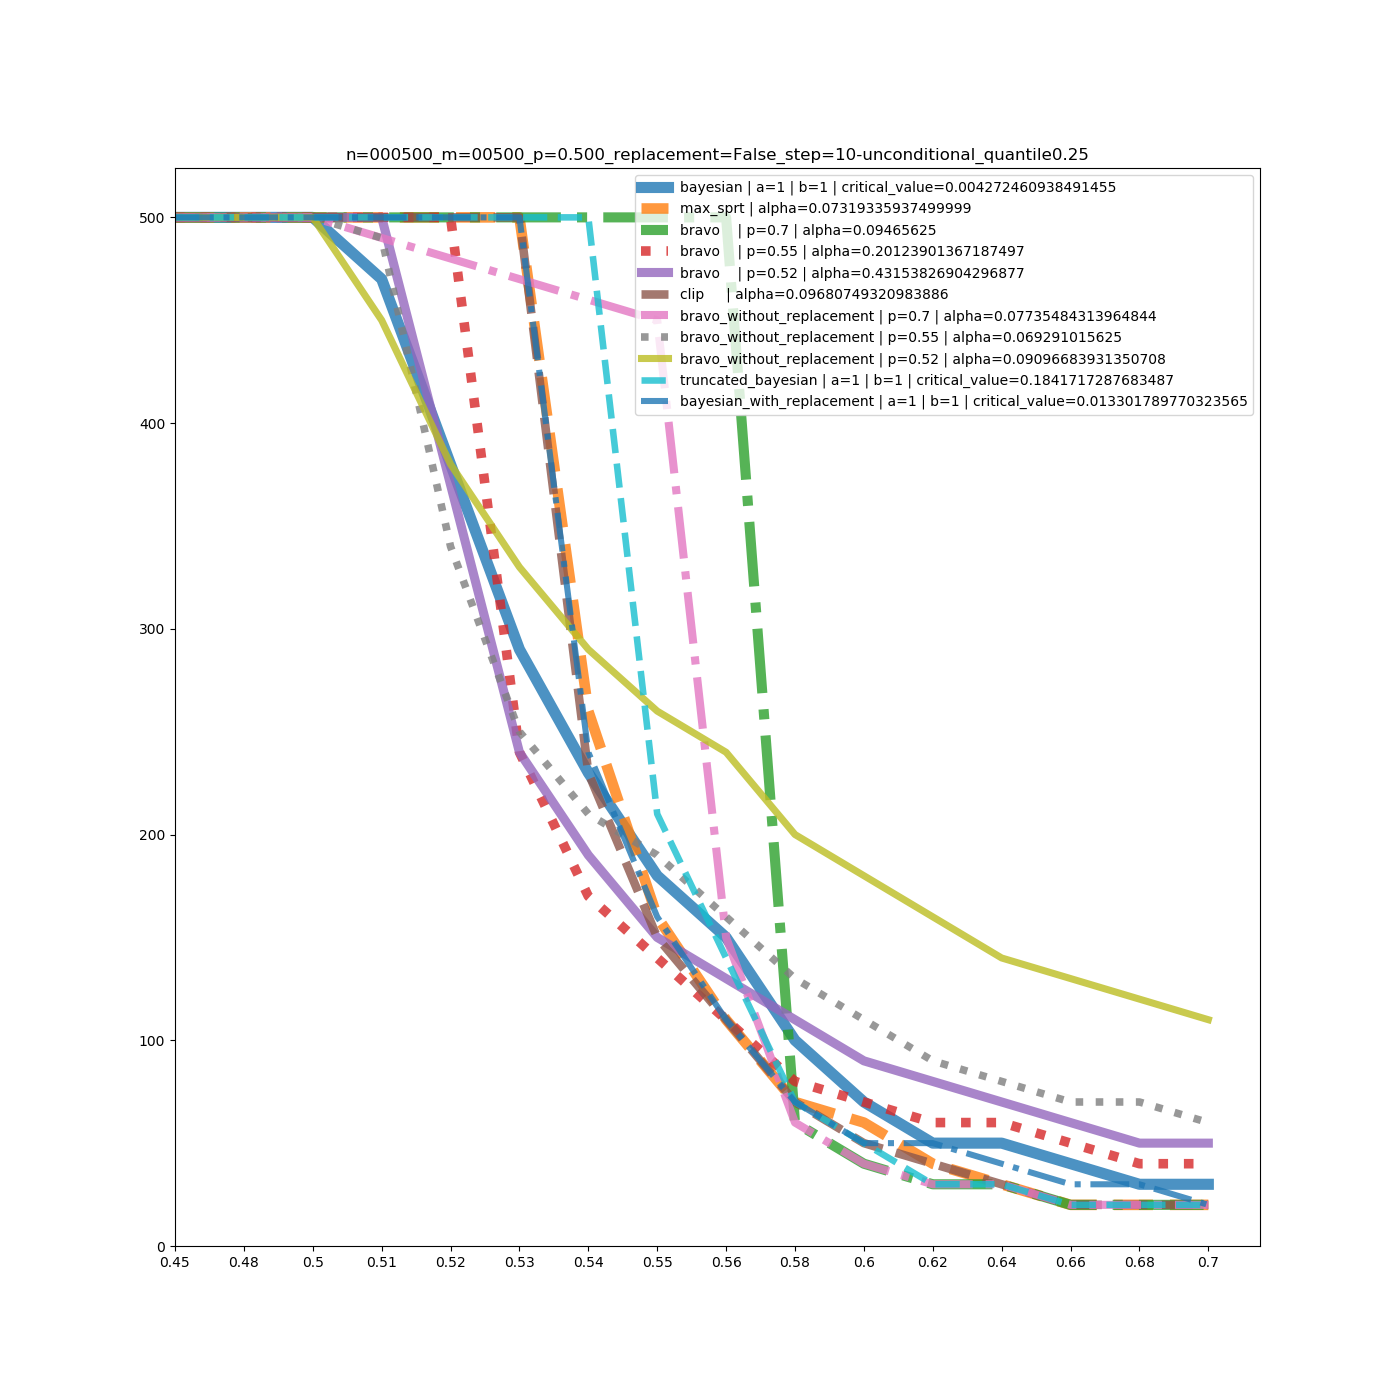 n=000500_m=00500_p=0.500_replacement=False_step=10-unconditional_quantile0.25
bayesian | a=1 | b=1 | critical_value=0.004272460938491455
max_sprt | alpha=0.07319335937499999
bravo    | p=0.7 | alpha=0.09465625
bravo    | p=0.55 | alpha=0.20123901367187497
bravo    | p=0.52 | alpha=0.43153826904296877
clip     | alpha=0.09680749320983886
bravo_without_replacement | p=0.7 | alpha=0.07735484313964844
bravo_without_replacement | p=0.55 | alpha=0.069291015625
bravo_without_replacement | p=0.52 | alpha=0.09096683931350708
truncated_bayesian | a=1 | b=1 | critical_value=0.1841717287683487
bayesian_with_replacement | a=1 | b=1 | critical_value=0.013301789770323565
500
400
300
200
100
0
0.45 0.48 0.5 0.51 0.52 0.53 0.54 0.55 0.56 0.58 0.6 0.62 0.64 0.66 0.68 0.7